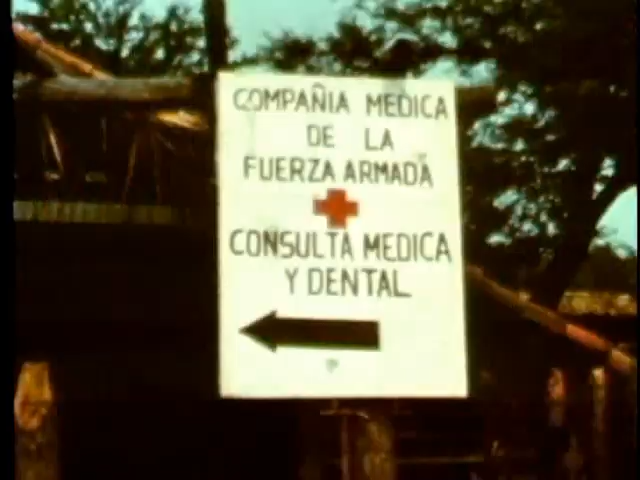 COMPAÑIA MEDICA
DE LA
FUERZA ARMADA
CONSULTA MEDICA
Y DENTAL